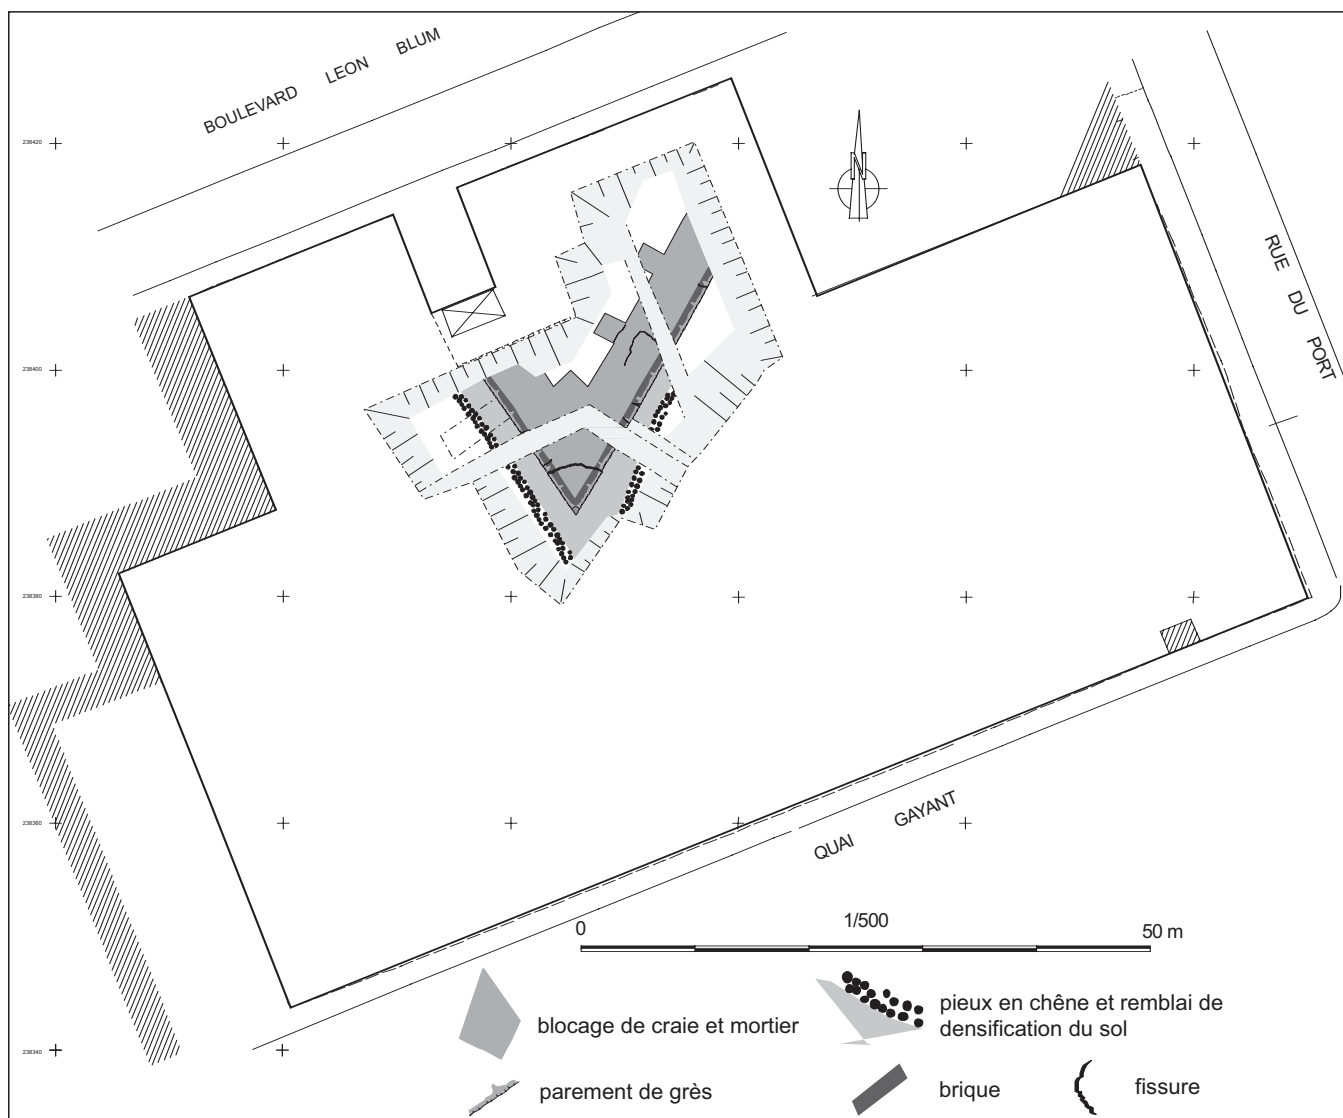 BOULEVARD LEON BLUM
238420
RUE DU PORT
238400
238380
238360
QUAI GAYANT
1/500
0 50 m
238340
blocage de craie et mortier
pieux en chêne et remblai de
densification du sol
parement de grès
brique
fissure